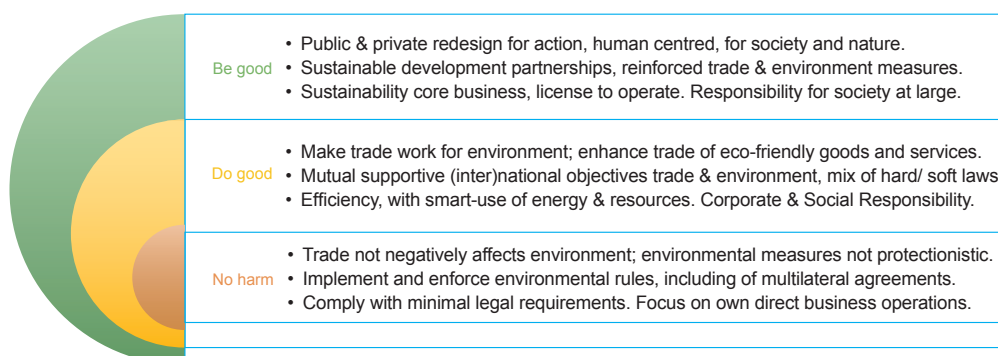 Be good
• Public & private redesign for action, human centred, for society and nature.
• Sustainable development partnerships, reinforced trade & environment measures.
• Sustainability core business, license to operate. Responsibility for society at large.
Do good
• Make trade work for environment; enhance trade of eco-friendly goods and services.
• Mutual supportive (inter)national objectives trade & environment, mix of hard/ soft laws
• Efficiency, with smart-use of energy & resources. Corporate & Social Responsibility.
No harm
• Trade not negatively affects environment; environmental measures not protectionistic.
• Implement and enforce environmental rules, including of multilateral agreements.
• Comply with minimal legal requirements. Focus on own direct business operations.